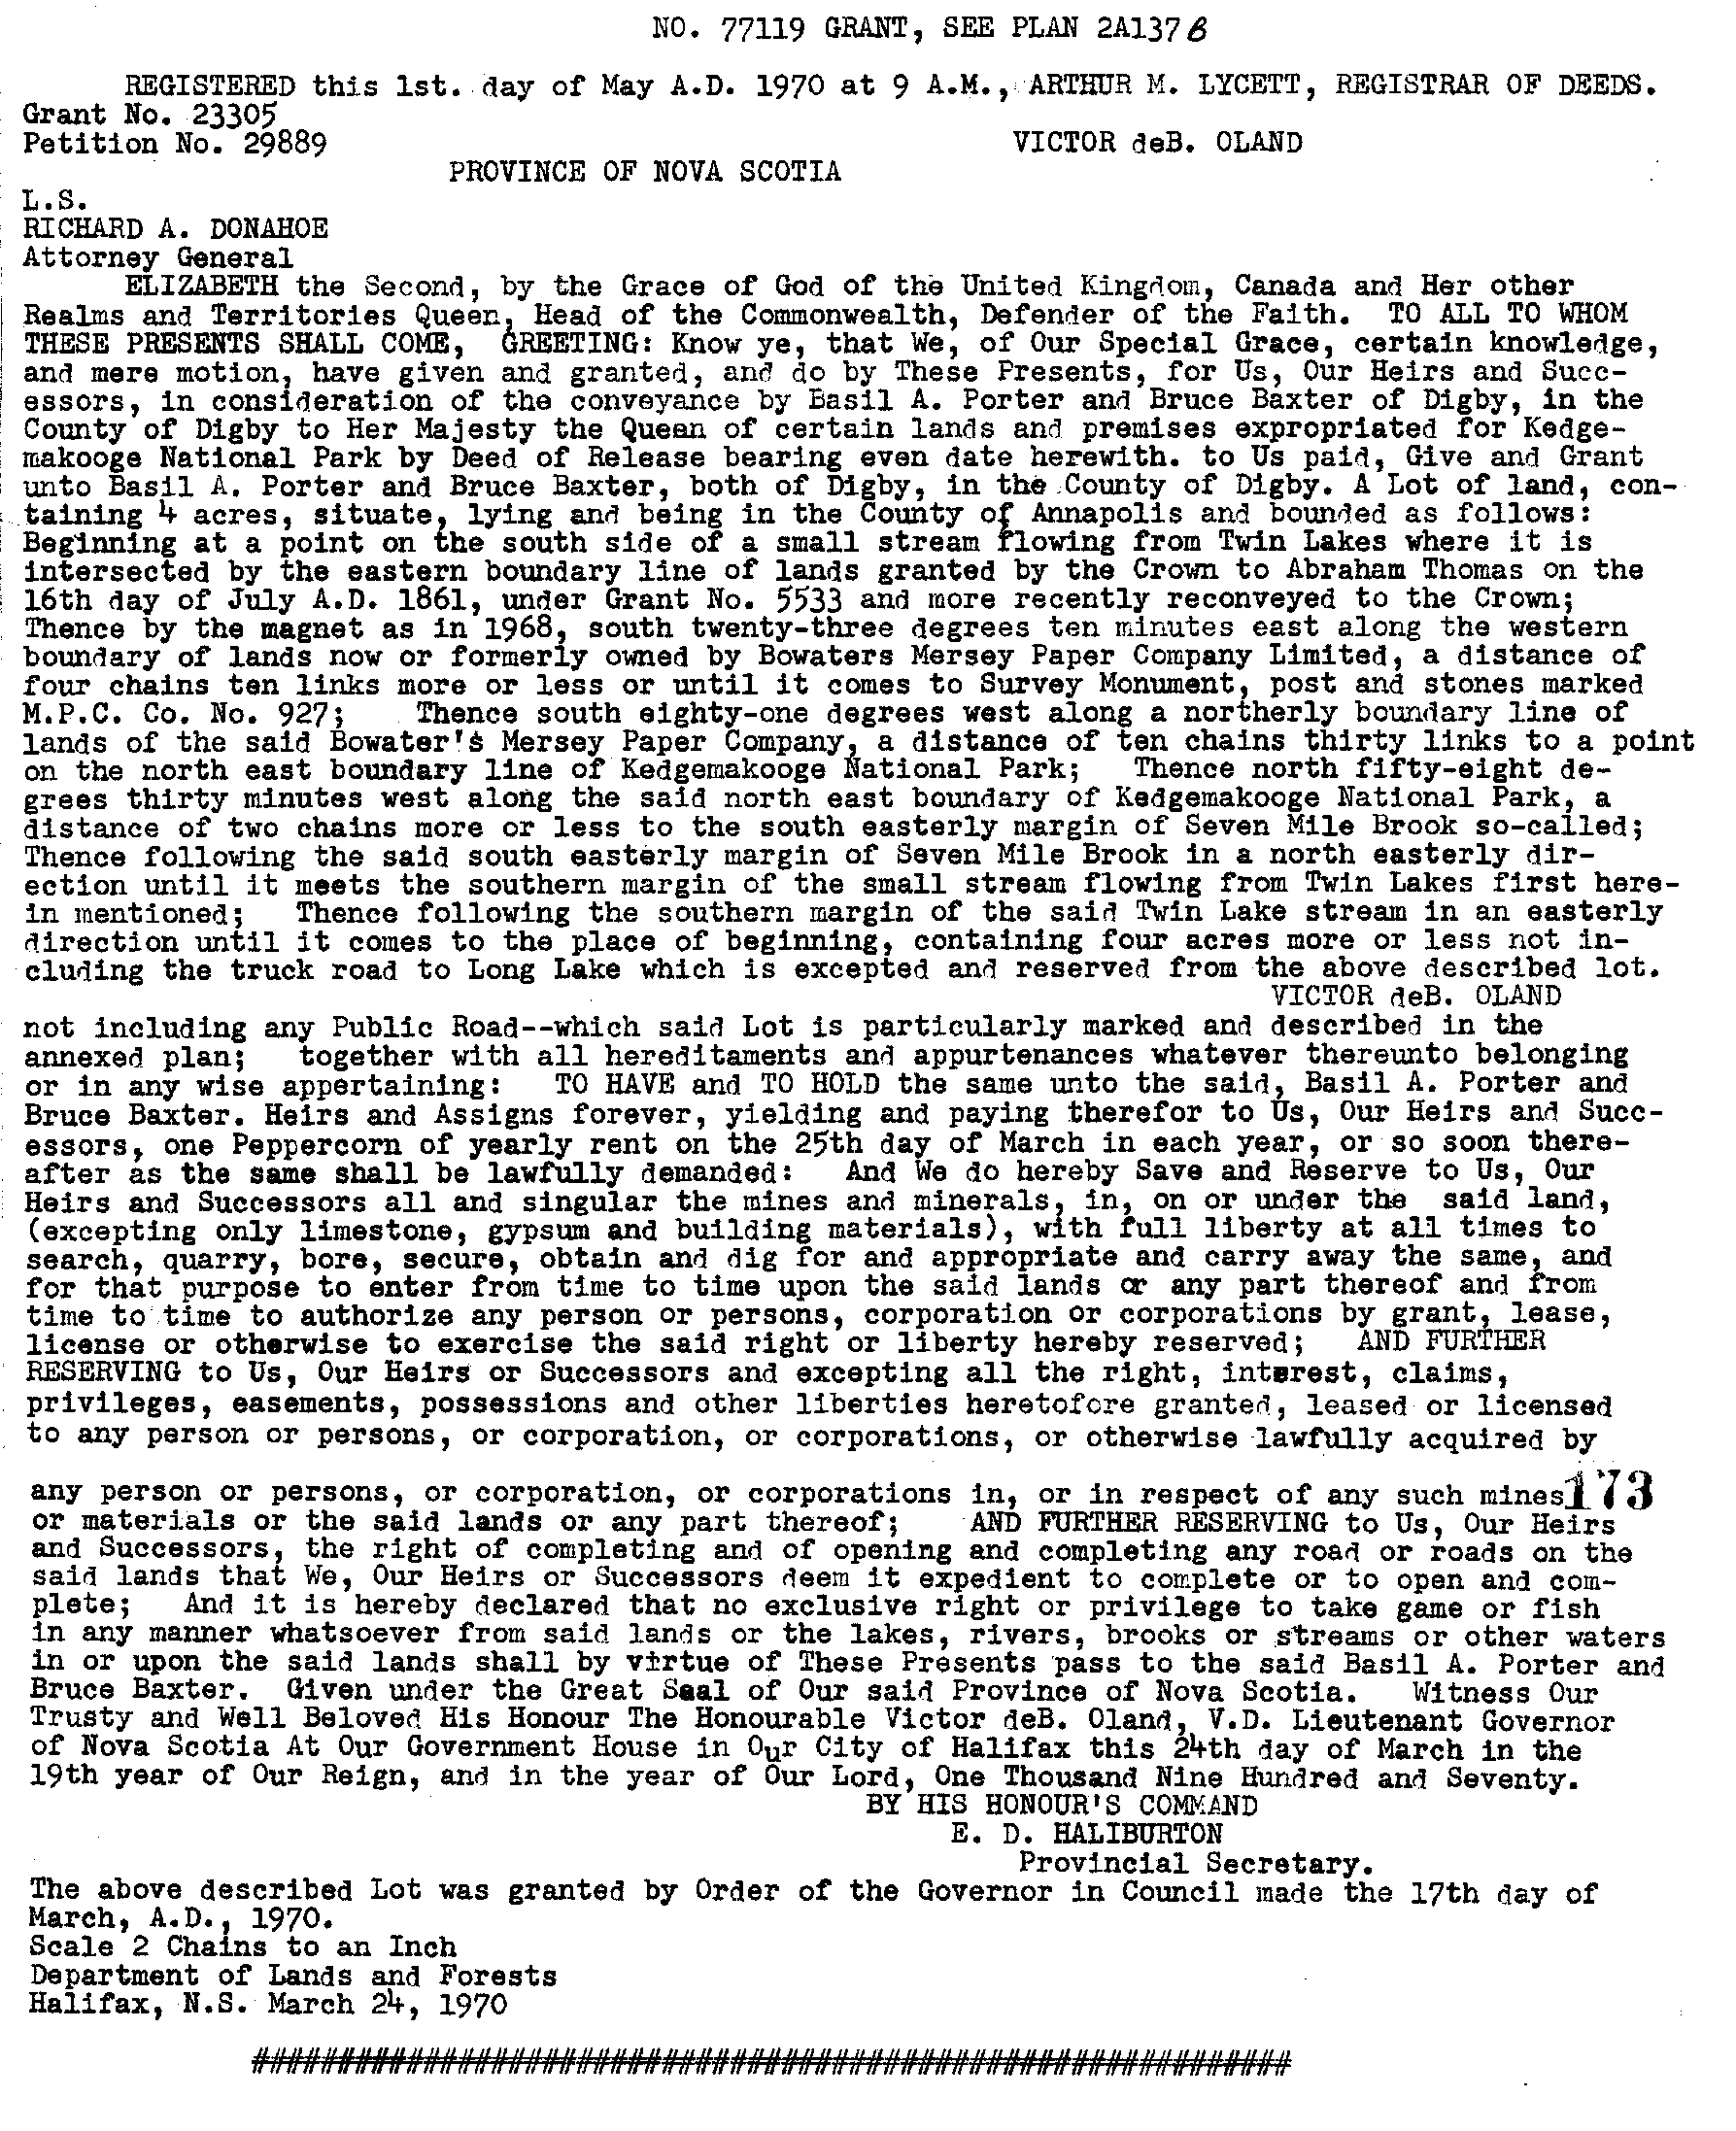 NO. 77119 GRANT, SEE PLAN 2A137 B
REGISTERED this 1st. day of May A.D. 1970 at 9 A.M., ARTHUR M. LYCETT, REGISTRAR OF DEEDS.
Grant No. 23305
Petition No. 29889 VICTOR deB. OLAND
PROVINCE OF NOVA SCOTIA
L.S.
RICHARD A. DONAHOE
Attorney General
ELIZABETH the Second, by the Grace of God of the United Kingdom, Canada and Her other
Realms and Territories Queen, Head of the Commonwealth, Defender of the Faith. TO ALL TO WHOM
THESE PRESENTS SHALL COME, GREETING: Know ye, that We, of Our Special Grace, certain knowledge,
and mere motion, have given and granted, and do by These Presents, for Us, Our Heirs and Succ-
essors, in consideration of the conveyance by Basil A. Porter and Bruce Baxter of Digby, in the
County of Digby to Her Majesty the Queen of certain lands and premises expropriated for Kedge-
makooge National Park by Deed of Release bearing even date herewith. to Us paid, Give and Grant
unto Basil A. Porter and Bruce Baxter, both of Digby, in the County of Digby. A Lot of land, con-
taining 4 acres, situate, lying and being in the County of Annapolis and bounded as follows:
Beginning at a point on the south side of a small stream flowing from Twin Lakes where it is
intersected by the eastern boundary line of lands granted by the Crown to Abraham Thomas on the
16th day of July A.D. 1861, under Grant No. 5533 and more recently reconveyed to the Crown;
Thence by the magnet as in 1968, south twenty-three degrees ten minutes east along the western
boundary of lands now or formerly owned by Bowaters Mersey Paper Company Limited, a distance of
four chains ten links more or less or until it comes to Survey Monument, post and stones marked
M.P.C. Co. No. 927; Thence south eighty-one degrees west along a northerly boundary line of
lands of the said Bowater's Mersey Paper Company, a distance of ten chains thirty links to a point
on the north east boundary line of Kedgemakooge National Park; Thence north fifty-eight de-
grees thirty minutes west along the said north east boundary of Kedgemakooge National Park, a
distance of two chains more or less to the south easterly margin of Seven Mile Brook so-called;
Thence following the said south easterly margin of Seven Mile Brook in a north easterly dir-
ection until it meets the southern margin of the small stream flowing from Twin Lakes first here-
in mentioned; Thence following the southern margin of the said Twin Lake stream in an easterly
direction until it comes to the place of beginning, containing four acres more or less not in-
cluding the truck road to Long Lake which is excepted and reserved from the above described lot.
VICTOR deB. OLAND
not including any Public Road--which said Lot is particularly marked and described in the
annexed plan; together with all hereditaments and appurtenances whatever thereunto belonging
or in any wise appertaining: TO HAVE and TO HOLD the same unto the said, Basil A. Porter and
Bruce Baxter. Heirs and Assigns forever, yielding and paying therefor to Us, Our Heirs and Succ-
essors, one Peppercorn of yearly rent on the 25th day of March in each year, or so soon there-
after as the same shall be lawfully demanded: And We do hereby Save and Reserve to Us, Our
Heirs and Successors all and singular the mines and minerals, in, on or under the said land,
(excepting only limestone, gypsum and building materials), with full liberty at all times to
search, quarry, bore, secure, obtain and dig for and appropriate and carry away the same, and
for that purpose to enter from time to time upon the said lands or any part thereof and from
time to time to authorize any person or persons, corporation or corporations by grant, lease,
license or otherwise to exercise the said right or liberty hereby reserved; AND FURTHER
RESERVING to Us, Our Heirs or Successors and excepting all the right, interest, claims,
privileges, easements, possessions and other liberties heretofore granted, leased or licensed
to any person or persons, or corporation, or corporations, or otherwise lawfully acquired by
any person or persons, or corporation, or corporations in, or in respect of any such mines 173
or materials or the said lands or any part thereof; AND FURTHER RESERVING to Us, Our Heirs
and Successors, the right of completing and of opening and completing any road or roads on the
said lands that We, Our Heirs or Successors deem it expedient to complete or to open and com-
plete; And it is hereby declared that no exclusive right or privilege to take game or fish
in any manner whatsoever from said lands or the lakes, rivers, brooks or streams or other waters
in or upon the said lands shall by virtue of These Presents pass to the said Basil A. Porter and
Bruce Baxter. Given under the Great Seal of Our said Province of Nova Scotia. Witness Our
Trusty and Well Beloved His Honour The Honourable Victor deB. Oland, V.D. Lieutenant Governor
of Nova Scotia At Our Government House in Our City of Halifax this 24th day of March in the
19th year of Our Reign, and in the year of Our Lord, One Thousand Nine Hundred and Seventy.
BY HIS HONOUR'S COMMAND
E. D. HALIBURTON
Provincial Secretary.
The above described Lot was granted by Order of the Governor in Council made the 17th day of
March, A.D., 1970.
Scale 2 Chains to an Inch
Department of Lands and Forests
Halifax, N.S. March 24, 1970
#############################################################